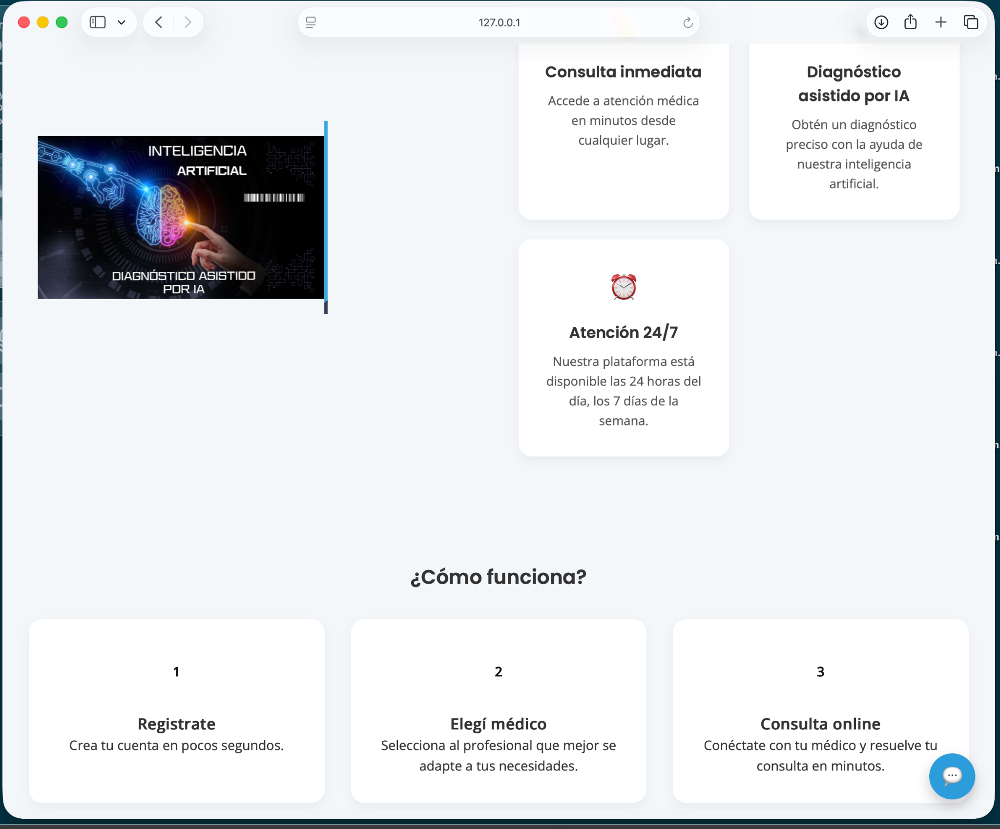 127.0.0.1
Consulta inmediata
Accede a atención médica
en minutos desde
cualquier lugar.
Diagnóstico
asistido por IA
Obtén un diagnóstico
preciso con la ayuda de
nuestra inteligencia
artificial.
INTELIGENCIA
ARTIFICIAL
DIAGNÓSTICO ASISTIDO
POR IA
Atención 24/7
Nuestra plataforma está
disponible las 24 horas del
día, los 7 días de la
semana.
¿Cómo funciona?
1
Registrate
Crea tu cuenta en pocos segundos.
2
Elegí médico
Selecciona al profesional que mejor se
adapte a tus necesidades.
3
Consulta online
Conéctate con tu médico y resuelve tu
consulta en minutos.